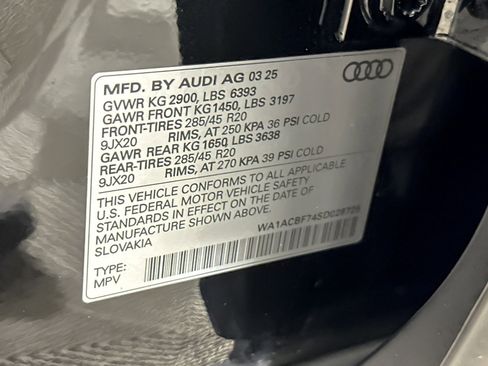 MFD. BY AUDI AG 03 25
GVWR KG 2900, LBS 6393
GAWR FRONT KG1450, LBS 3197
FRONT-TIRES 285/45 R20
9JX20 RIMS, AT 250 KPA 36 PSI COLD
GAWR REAR KG 1650, LBS 3638
REAR-TIRES 285/45 R20
9JX20 RIMS, AT 270 KPA 39 PSI COLD
THIS VEHICLE CONFORMS TO ALL APPLICABLE
U.S. FEDERAL MOTOR VEHICLE SAFETY
STANDARDS IN EFFECT ON THE DATE OF
MANUFACTURE SHOWN ABOVE.
SLOVAKIA
WA1ACBF74SD028725
TYPE:
MPV